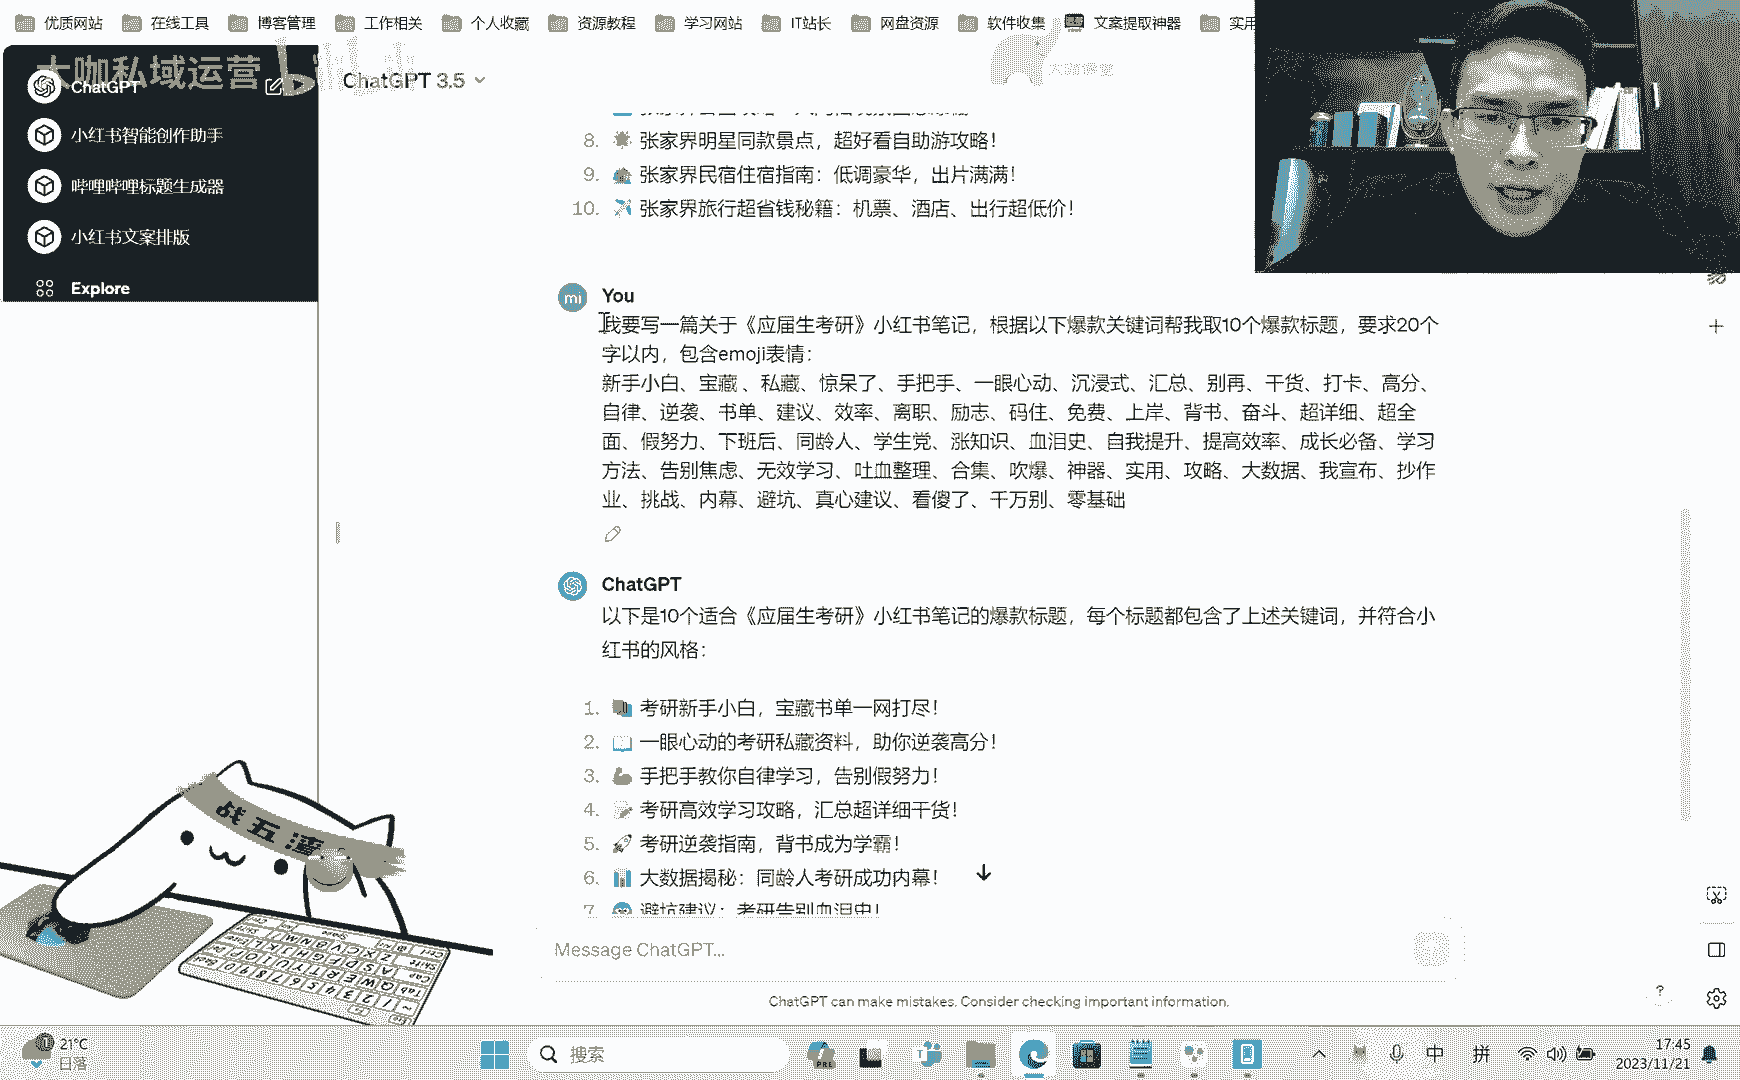 优质网站
在线工具
博客管理
工作相关
个人收藏
资源教程
学习网站
IT站长
网盘资源
软件收集
文案提取神器
实用
大咖私域运营
ChatGPT
小红书智能创作助手
哔哩哔哩标题生成器
小红书文案排版
Explore
ChatGPT 3.5
大咖课堂
8. 张家界明星同款景点，超好看自助游攻略！
9. 张家界民宿住宿指南：低调豪华，出片满满！
10. 张家界旅行超省钱秘籍：机票、酒店、出行超低价！
mi
You
我要写一篇关于《应届生考研》小红书笔记，根据以下爆款关键词帮我取10个爆款标题，要求20个
字以内，包含emoji表情：
新手小白、宝藏 、私藏、惊呆了、手把手、一眼心动、沉浸式、汇总、别再、干货、打卡、高分、
自律、逆袭、书单、建议、效率、离职、励志、码住、免费、上岸、背书、奋斗、超详细、超全
面、假努力、下班后、同龄人、学生党、涨知识、血泪史、自我提升、提高效率、成长必备、学习
方法、告别焦虑、无效学习、吐血整理、合集、吹爆、神器、实用、攻略、大数据、我宣布、抄作
业、挑战、内幕、避坑、真心建议、看傻了、千万别、零基础
ChatGPT
以下是10个适合《应届生考研》小红书笔记的爆款标题，每个标题都包含了上述关键词，并符合小
红书的风格：
1. 考研新手小白，宝藏书单一网打尽！
2. 一眼心动的考研私藏资料，助你逆袭高分！
3. 手把手教你自律学习，告别假努力！
4. 考研高效学习攻略，汇总超详细干货！
5. 考研逆袭指南，背书成为学霸！
6. 大数据揭秘：同龄人考研成功内幕！
7. 避坑建议：考研告别血泪史！
Message ChatGPT...
ChatGPT can make mistakes. Consider checking important information.
?
21°C
日落
搜索
中
拼
17:45
2023/11/21